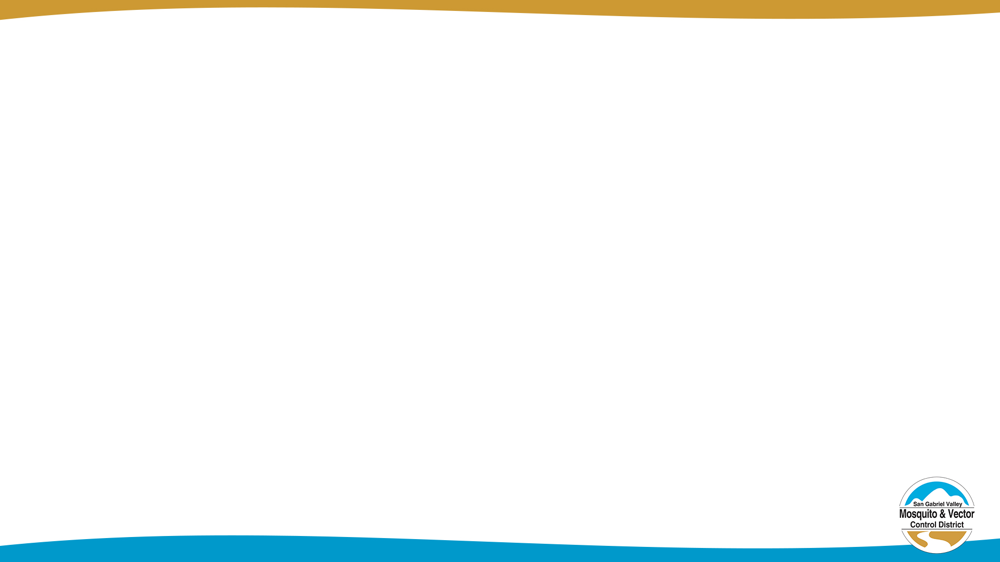 San Gabriel Valley
Mosquito & Vector
Control District